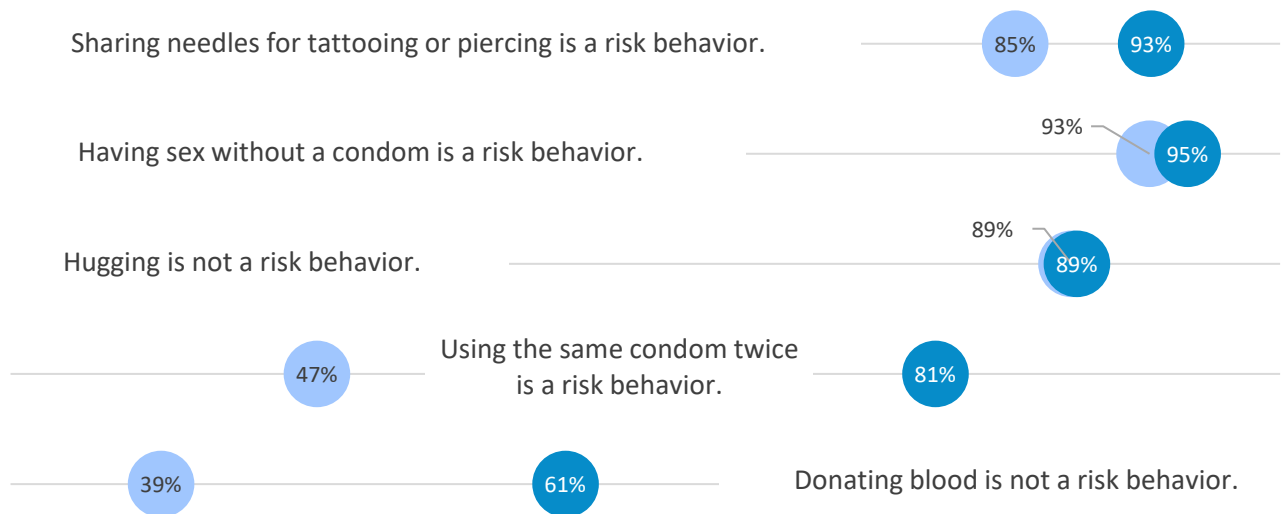 Sharing needles for tattooing or piercing is a risk behavior.
85%
93%
Having sex without a condom is a risk behavior.
93%
95%
Hugging is not a risk behavior.
89%
89%
47%
Using the same condom twice
is a risk behavior.
81%
39%
61%
Donating blood is not a risk behavior.